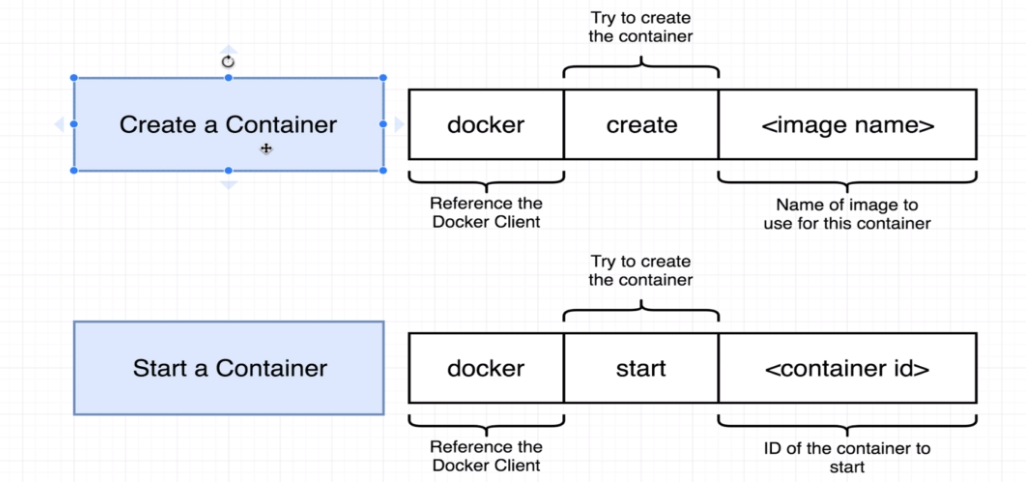 Try to create
the container
Create a Container
docker
create
<image name>
Reference the
Docker Client
Name of image to
use for this container
Try to create
the container
Start a Container
docker
start
<container id>
Reference the
Docker Client
ID of the container to
start